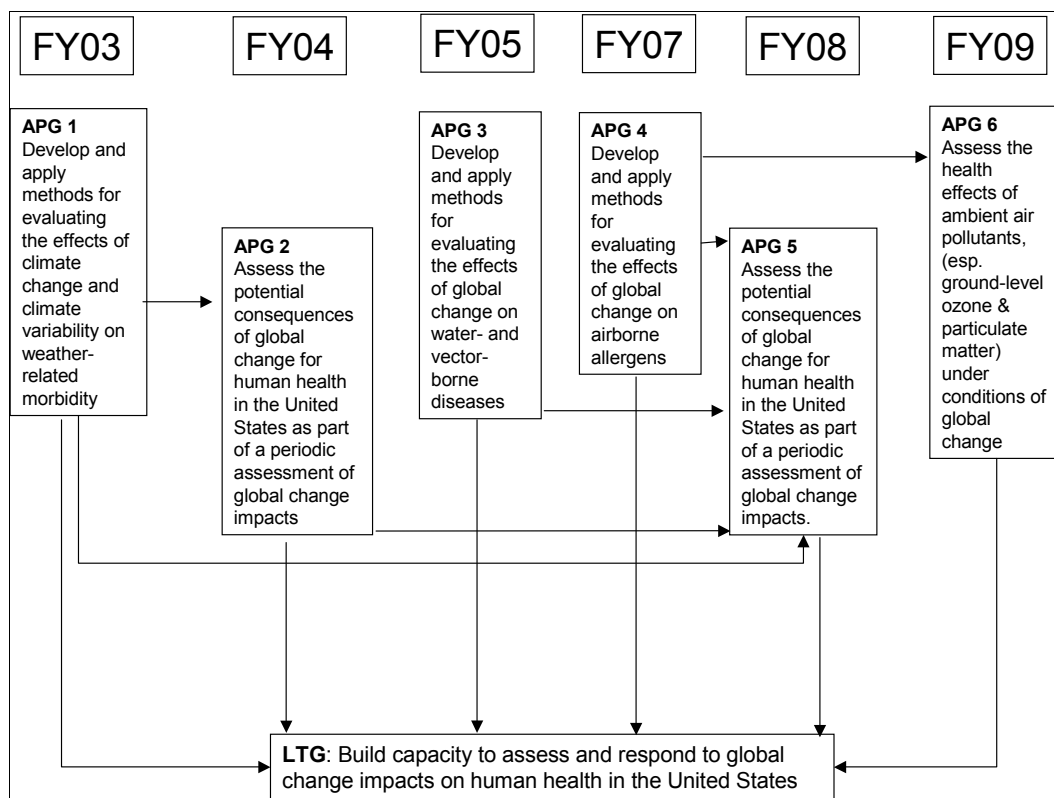 FY03
FY04
FY05
FY07
FY08
FY09
APG 1
Develop and
apply
methods for
evaluating
the effects of
climate
change and
climate
variability on
weather-
related
morbidity
APG 2
Assess the
potential
consequences
of global
change for
human health
in the United
States as part
of a periodic
assessment of
global change
impacts
APG 3
Develop
and apply
methods
for
evaluating
the effects
of global
change on
water- and
vector-
borne
diseases
APG 4
Develop
and apply
methods
for
evaluating
the effects
of global
change on
airborne
allergens
APG 5
Assess the
potential
consequences
of global
change for
human health
in the United
States as part
of a periodic
assessment of
global change
impacts.
APG 6
Assess the
health
effects of
ambient air
pollutants,
(esp.
ground-level
ozone &
particulate
matter)
under
conditions of
global
change
LTG: Build capacity to assess and respond to global
change impacts on human health in the United States